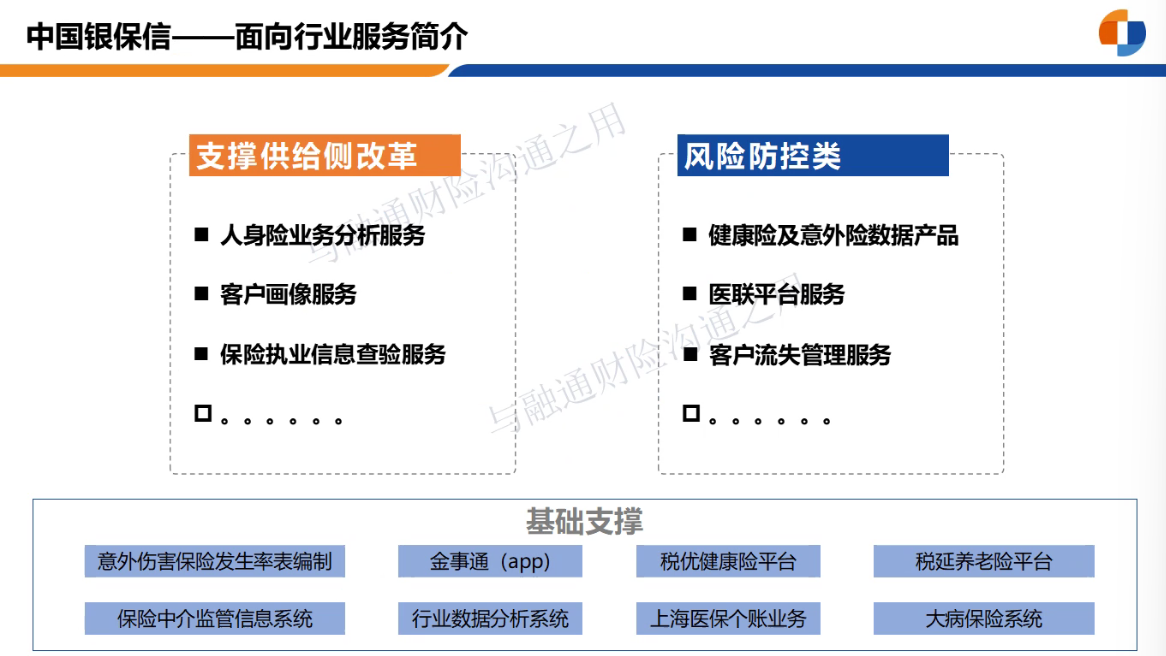 中国银保信——面向行业服务简介
支撑供给侧改革
■ 人身险业务分析服务
■ 客户画像服务
■ 保险执业信息查验服务
□ 。。。。。。
风险防控类
■ 健康险及意外险数据产品
■ 医联平台服务
■ 客户流失管理服务
□ 。。。。。。
与融通财险沟通之用
与融通财险沟通之用
基础支撑
意外伤害保险发生率表编制
金事通（app）
税优健康险平台
税延养老险平台
保险中介监管信息系统
行业数据分析系统
上海医保个账业务
大病保险系统